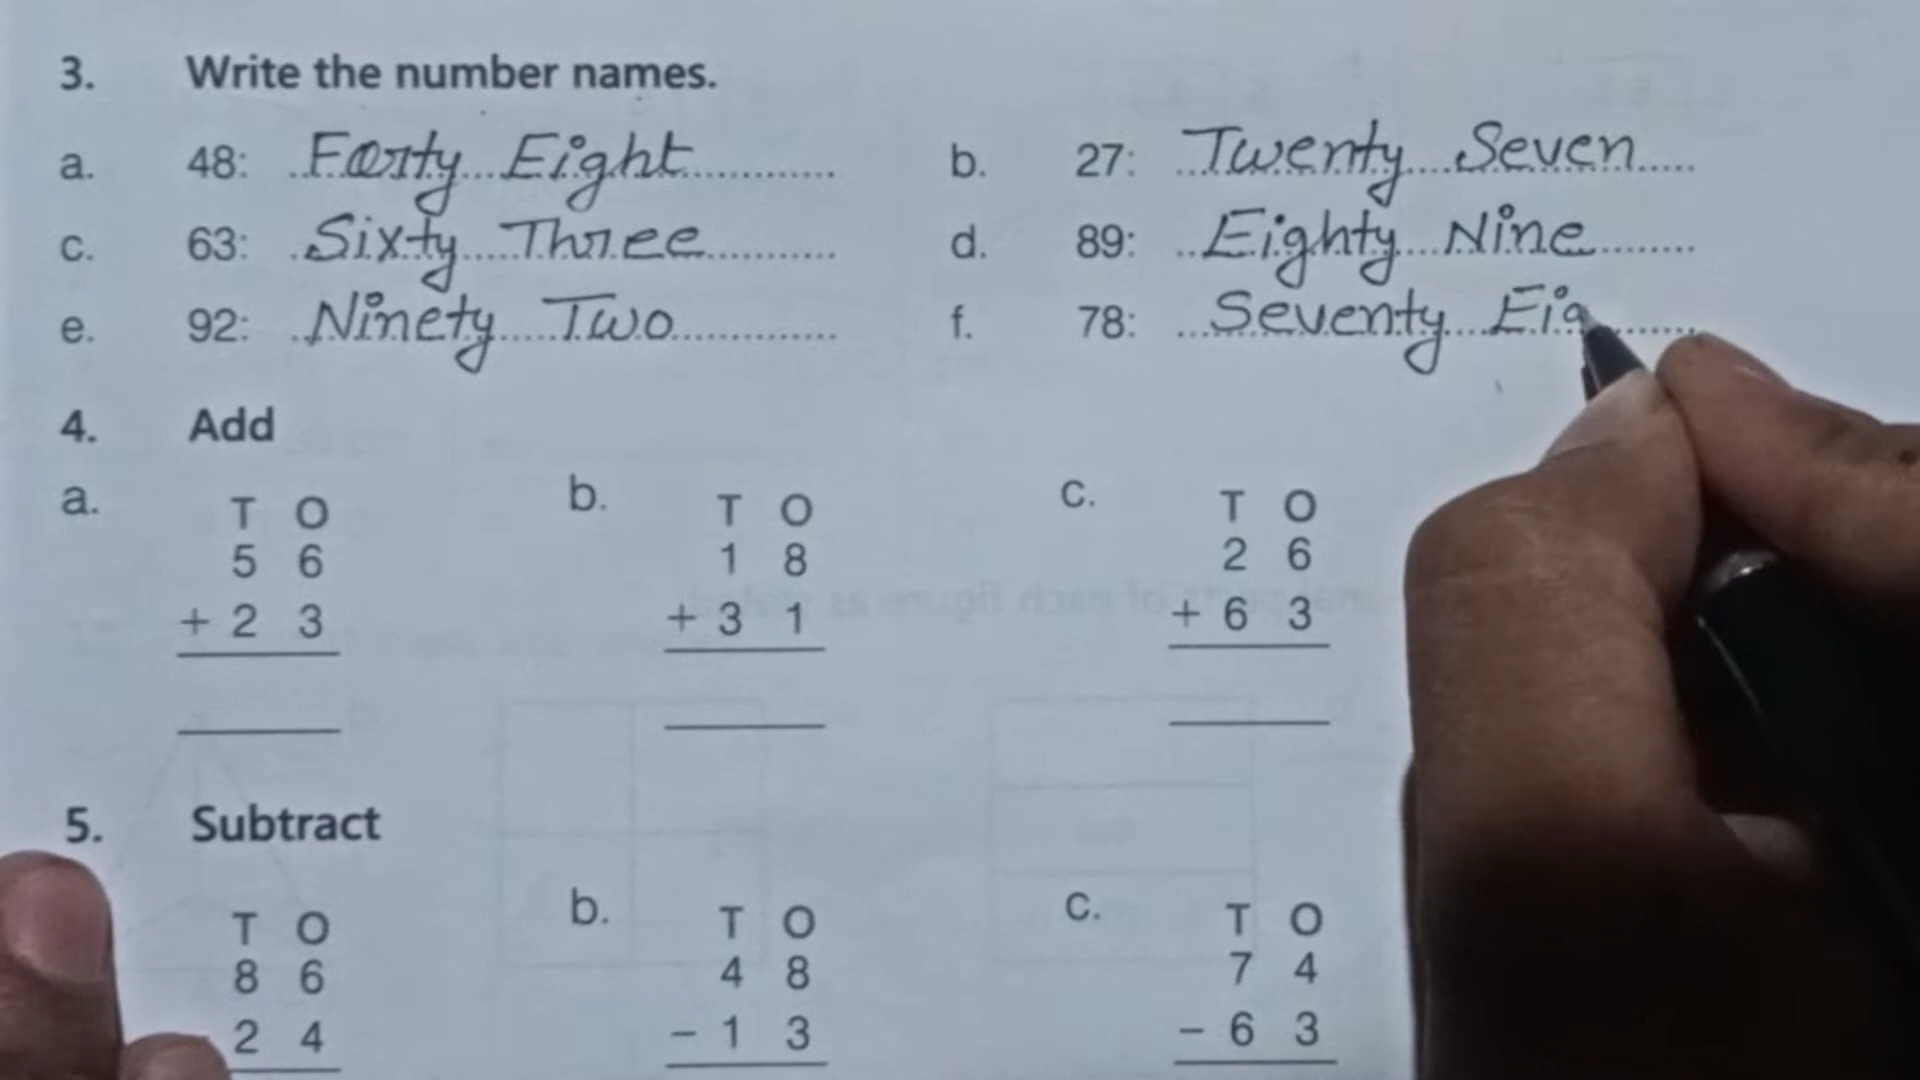 3. Write the number names.
a. 48: Forty Eight b. 27: Twenty Seven
c. 63: Sixty Three d. 89: Eighty Nine
e. 92: Ninety Two f. 78: Seventy Eig
4. Add
a. T O b. T O c. T O
5 6 1 8 2 6
+ 2 3 + 3 1 + 6 3
5. Subtract
T O b. T O c. T O
8 6 4 8 7 4
2 4 - 1 3 - 6 3